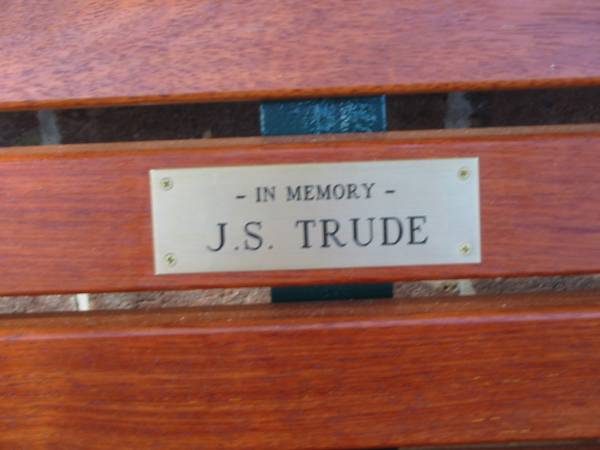 - IN MEMORY -
J.S. TRUDE